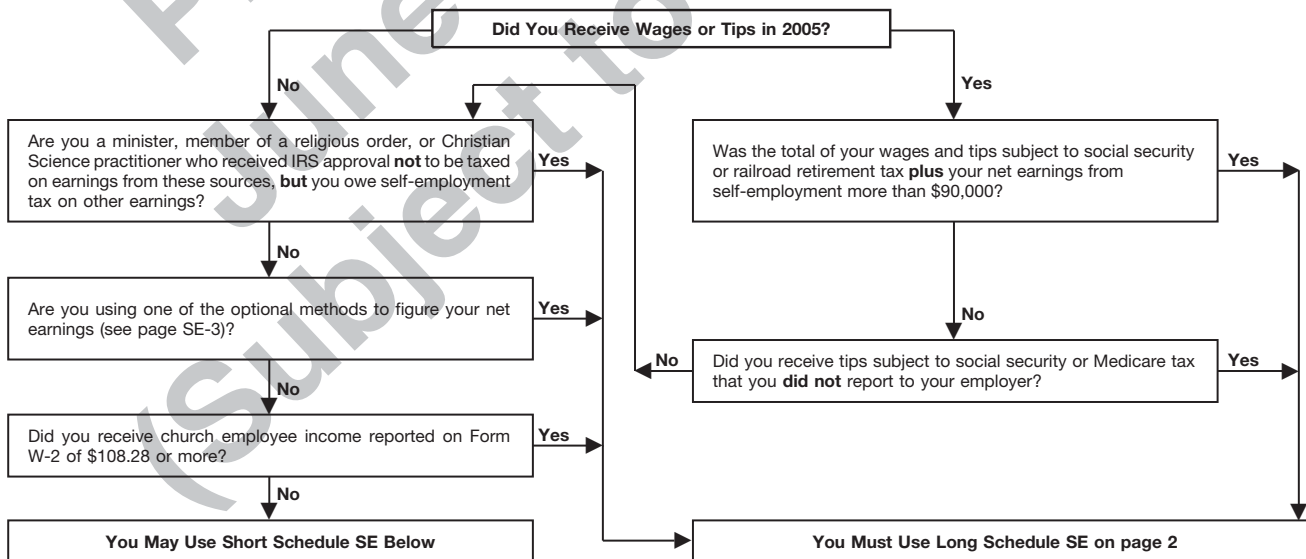 Did You Receive Wages or Tips in 2005?
No
Yes
Are you a minister, member of a religious order, or Christian
Science practitioner who received IRS approval not to be taxed
on earnings from these sources, but you owe self-employment
tax on other earnings?
Yes
Was the total of your wages and tips subject to social security
or railroad retirement tax plus your net earnings from
self-employment more than $90,000?
Yes
No
No
Are you using one of the optional methods to figure your net
earnings (see page SE-3)?
Yes
No
Did you receive tips subject to social security or Medicare tax
that you did not report to your employer?
Yes
No
Did you receive church employee income reported on Form
W-2 of $108.28 or more?
Yes
No
You May Use Short Schedule SE Below
You Must Use Long Schedule SE on page 2
June
(Subject to